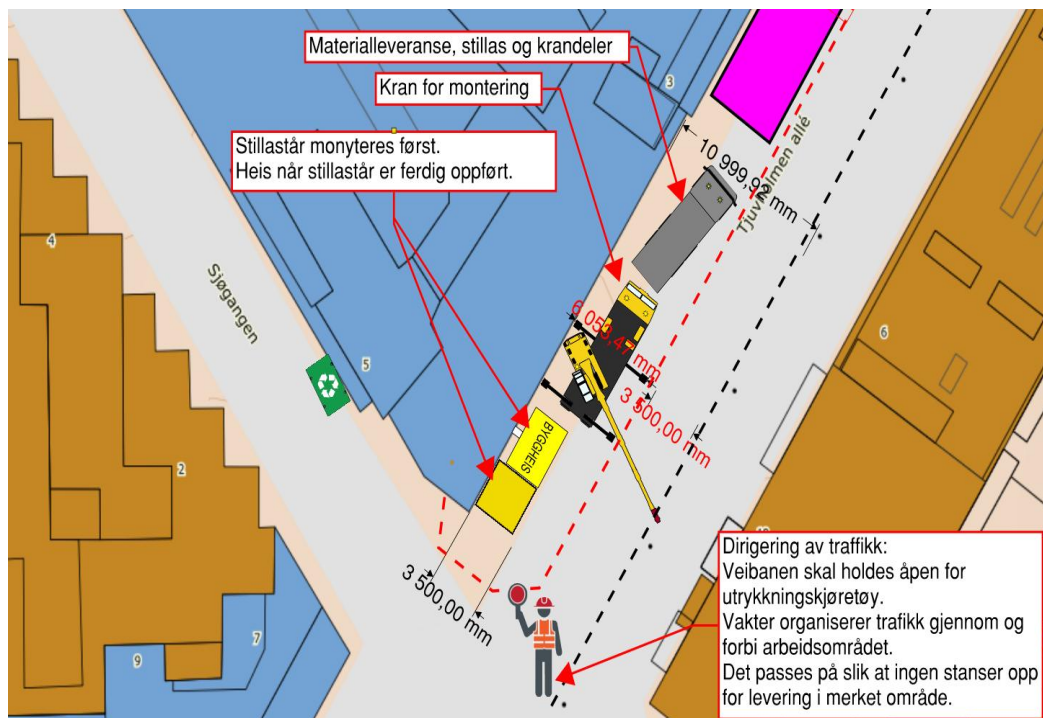 Materialleveranse, stillas og krandeler
Kran for montering
Stillastår monyteres først.
Heis når stillastår er ferdig oppført.
3
10 999,92 mm
Tjuvholmen allé
4
Sjøgangen
5
6 053,47 mm
3 500,00 mm
6
BYGGHEIS
2
3 500,00 mm
7
9
Dirigering av traffikk:
Veibanen skal holdes åpen for
utrykkningskjøretøy.
Vakter organiserer trafikk gjennom og
forbi arbeidsområdet.
Det passes på slik at ingen stanser opp
for levering i merket område.